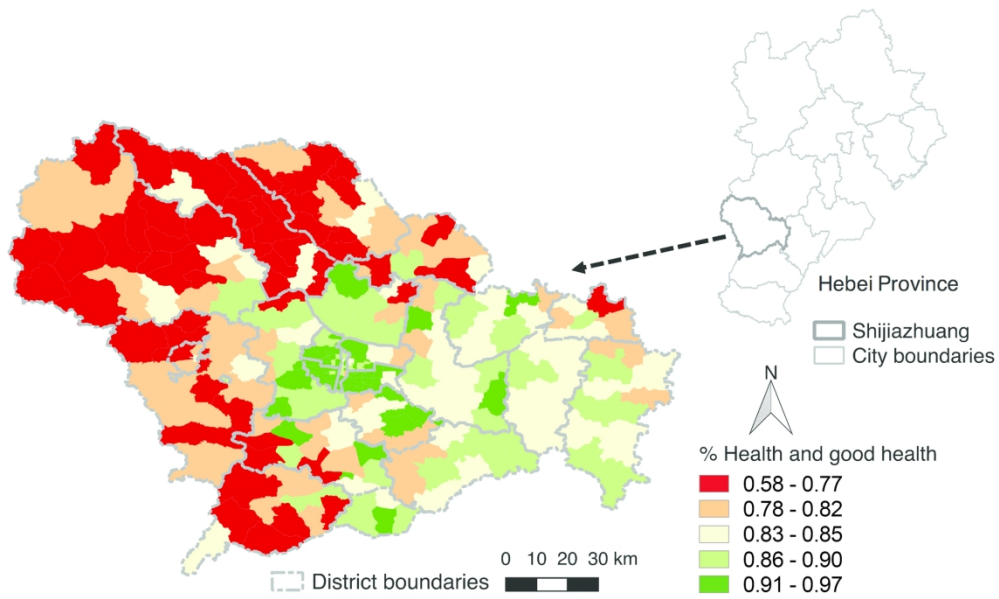 Hebei Province
Shijiazhuang
City boundaries
N
% Health and good health
0.58 - 0.77
0.78 - 0.82
0.83 - 0.85
0.86 - 0.90
0.91 - 0.97
0 10 20 30 km
District boundaries